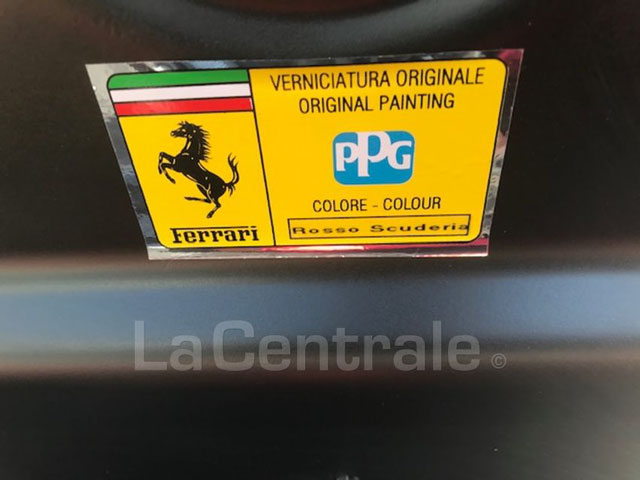 VERNICIATURA ORIGINALE
ORIGINAL PAINTING
PPG
COLORE - COLOUR
Rosso Scuderia
Ferrari
LaCentrale ©